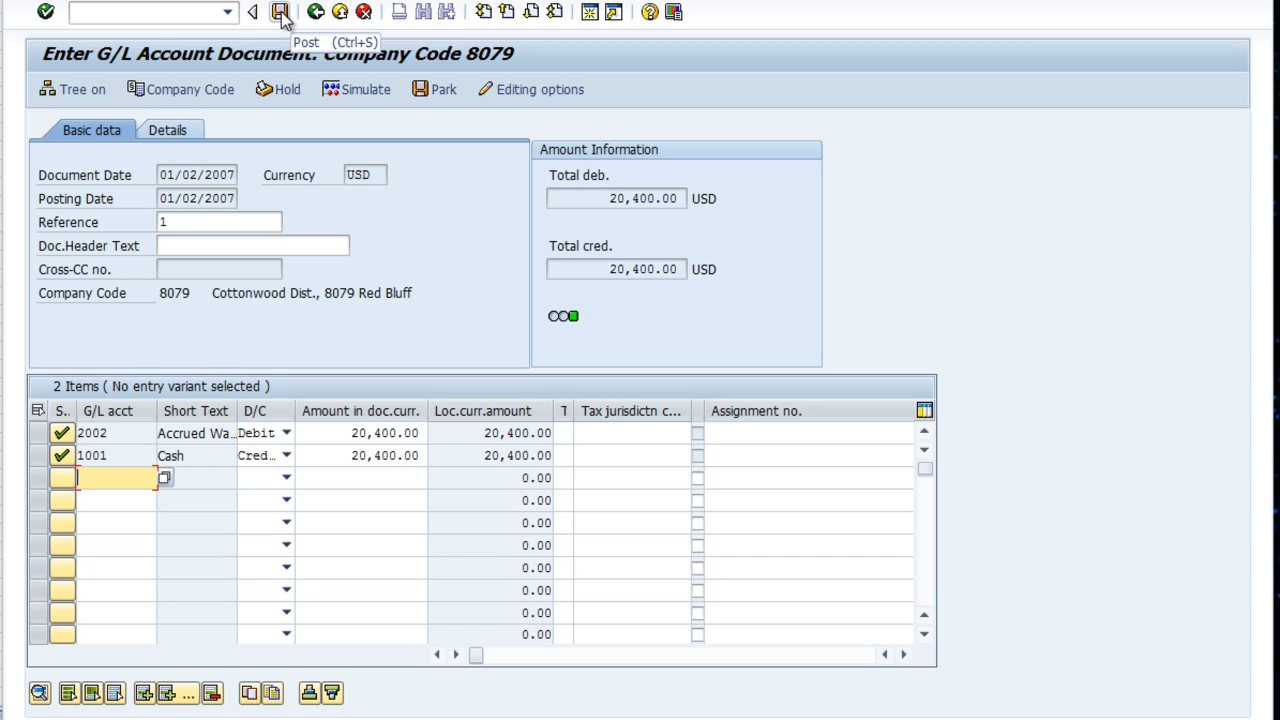 Post (Ctrl+S)
Enter G/L Account Document: Company Code 8079
Tree on Company Code Hold Simulate Park Editing options
Basic data Details
Amount Information
Document Date 01/02/2007 Currency USD
Total deb.
Posting Date 01/02/2007
20,400.00 USD
Reference 1
Doc.Header Text
Total cred.
Cross-CC no.
20,400.00 USD
Company Code 8079 Cottonwood Dist., 8079 Red Bluff
2 Items ( No entry variant selected )
S.. G/L acct Short Text D/C Amount in doc.curr. Loc.curr.amount T Tax jurisdictn c... Assignment no.
2002 Accrued Wa... Debit 20,400.00 20,400.00
1001 Cash Cred... 20,400.00 20,400.00
0.00
0.00
0.00
0.00
0.00
0.00
0.00
0.00
...